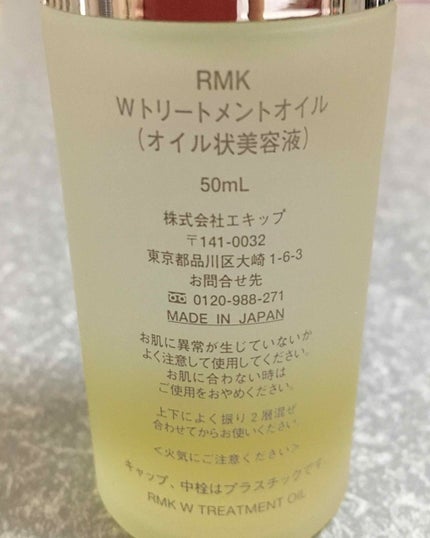 RMK
Wトリートメントオイル
(オイル状美容液)
50mL
株式会社エキップ
〒141-0032
東京都品川区大崎1-6-3
お問合せ先
0120-988-271
MADE IN JAPAN
お肌に異常が生じていないか
よく注意して使用してください。
お肌に合わない時は
ご使用をおやめください。
上下によく振り2層混ぜ
合わせてからお使いください。
<火気にご注意ください>
キャップ、中栓はプラスチックです。
RMK W TREATMENT OIL